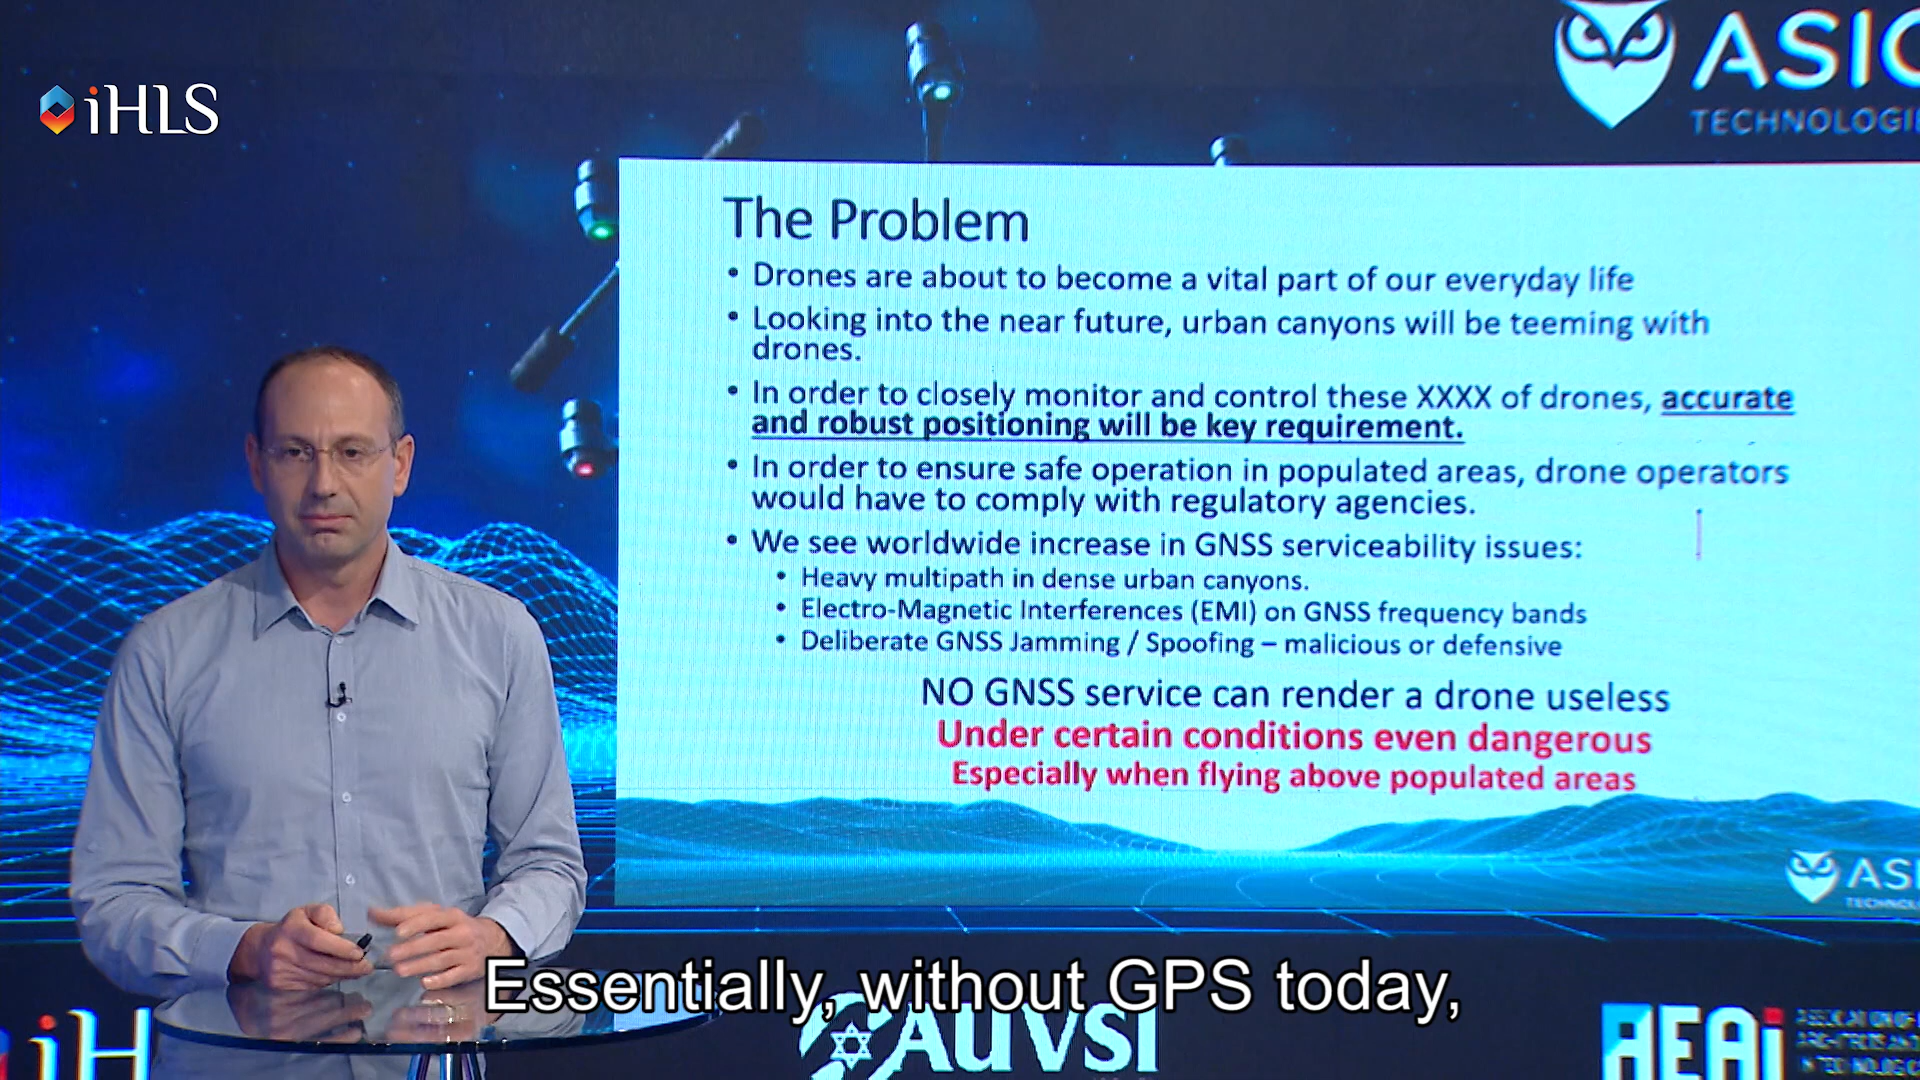 iHLS
ASIO
TECHNOLOGI
The Problem
• Drones are about to become a vital part of our everyday life
• Looking into the near future, urban canyons will be teeming with
drones.
• In order to closely monitor and control these XXXX of drones, accurate
and robust positioning will be key requirement.
• In order to ensure safe operation in populated areas, drone operators
would have to comply with regulatory agencies.
• We see worldwide increase in GNSS serviceability issues:
• Heavy multipath in dense urban canyons.
• Electro-Magnetic Interferences (EMI) on GNSS frequency bands
• Deliberate GNSS Jamming / Spoofing – malicious or defensive
NO GNSS service can render a drone useless
Under certain conditions even dangerous
Especially when flying above populated areas
ASI
Essentially, without GPS today,
iH
AUVSI
AEAi